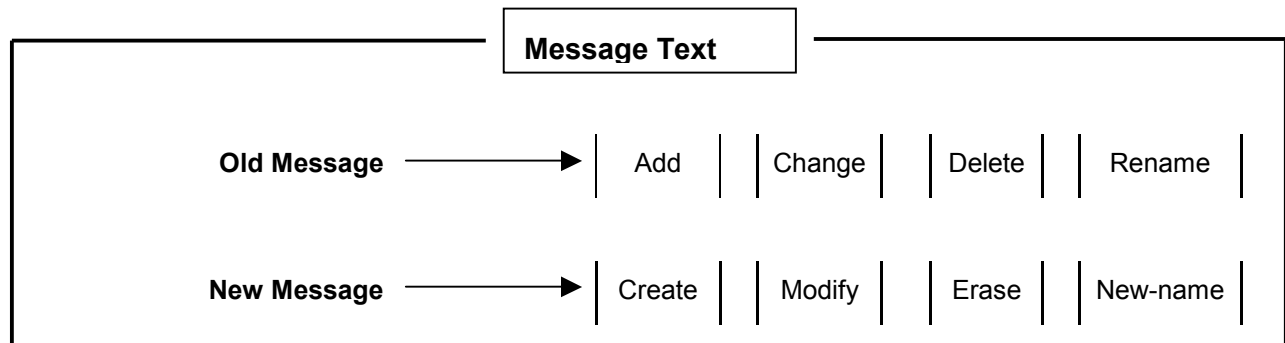 Message Text
Old Message Add Change Delete Rename
New Message Create Modify Erase New-name